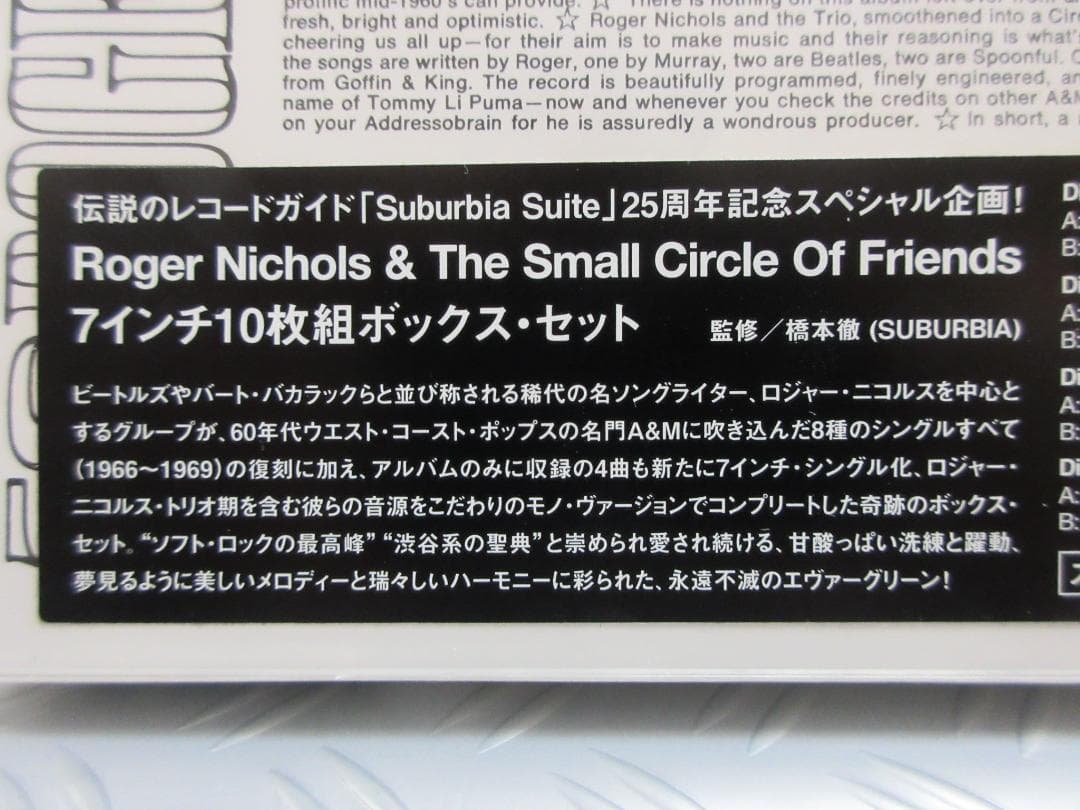 prolific mid-1960's can provide. ☆ There is nothing on this album left over from
fresh, bright and optimistic. ☆ Roger Nichols and the Trio, smoothened into a
cheering us all up—for their aim is to make music and their reasoning is what's
the songs are written by Roger, one by Murray, two are Beatles, two are Spoonful.
from Goffin & King. The record is beautifully programmed, finely engineered,
name of Tommy Li Puma—now and whenever you check the credits on other A&M
on your Addressobrain for he is assuredly a wondrous producer. ☆ In short, a
伝説のレコードガイド「Suburbia Suite」25周年記念スペシャル企画!
Roger Nichols & The Small Circle Of Friends
7インチ10枚組ボックス・セット 監修/橋本徹 (SUBURBIA)
ビートルズやバート・バカラックらと並び称される稀代の名ソングライター、ロジャー・ニコルスを中心と
するグループが、60年代ウエスト・コースト・ポップスの名門A&Mに吹き込んだ8種のシングルすべて
(1966〜1969)の復刻に加え、アルバムのみに収録の4曲も新たに7インチ・シングル化、ロジャー・
ニコルス・トリオ期を含む彼らの音源をこだわりのモノ・ヴァージョンでコンプリートした奇跡のボックス・
セット。“ソフト・ロックの最高峰”“渋谷系の聖典”と崇められ愛され続ける、甘酸っぱい洗練と躍動、
夢見るように美しいメロディーと瑞々しいハーモニーに彩られた、永遠不滅のエヴァーグリーン!
A:
B:
A:
B:
A:
B:
A:
B: